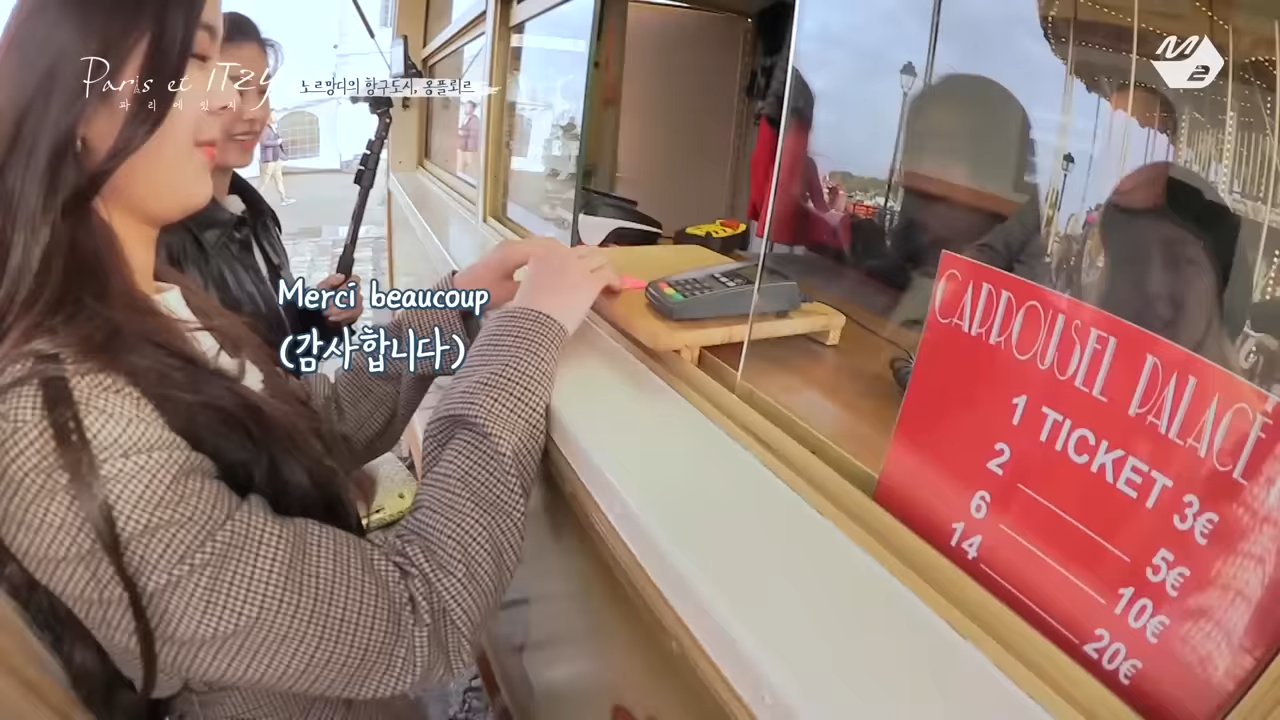 Paris et ITZY
파리에있지
노르망디의 항구도시, 옹플뢰르
M2
Merci beaucoup
(감사합니다)
CARROUSEL PALACE
1 TICKET 3€
2 5€
6 10€
14 20€